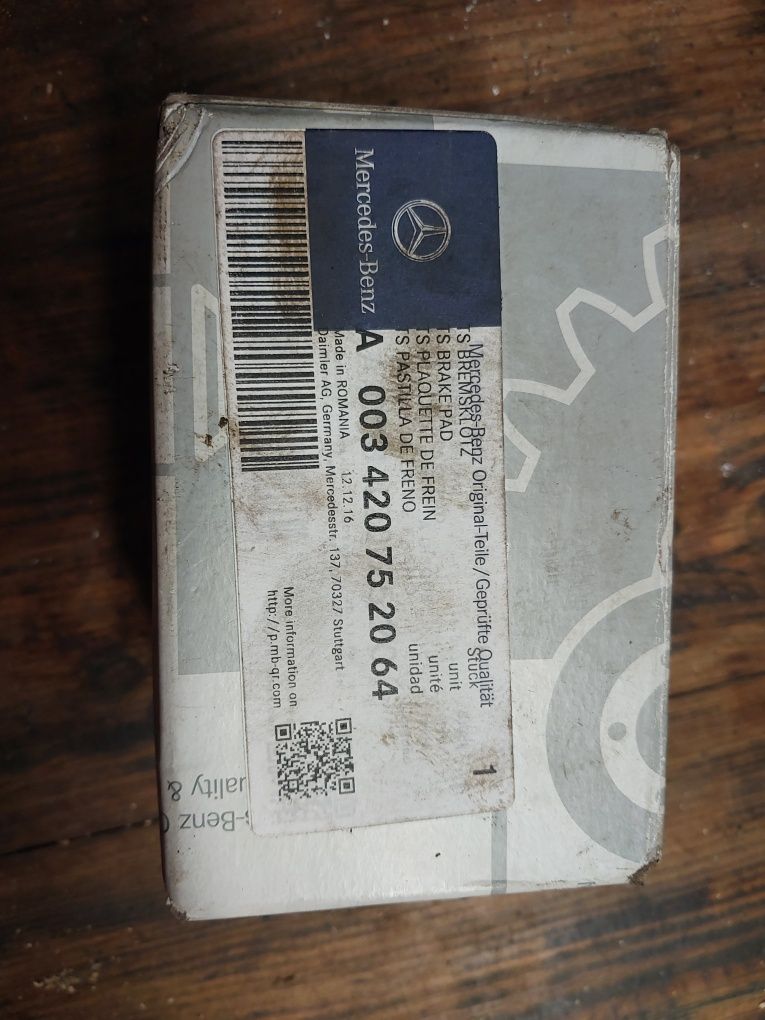 Mercedes-Benz
Mercedes-Benz Original-Teile/Geprüfte Qualität
TS BREMSKLOTZ
Stück
1
TS BRAKE PAD
unit
TS PLAQUETTE DE FREIN
unité
TS PASTILLA DE FRENO
unidad
A 003 420 75 20 64
Made in ROMANIA 12.12.16
Daimler AG, Germany, Mercedesstr. 137, 70327 Stuttgart
More information on
http://p.mb-qr.com
-Benz
uality &